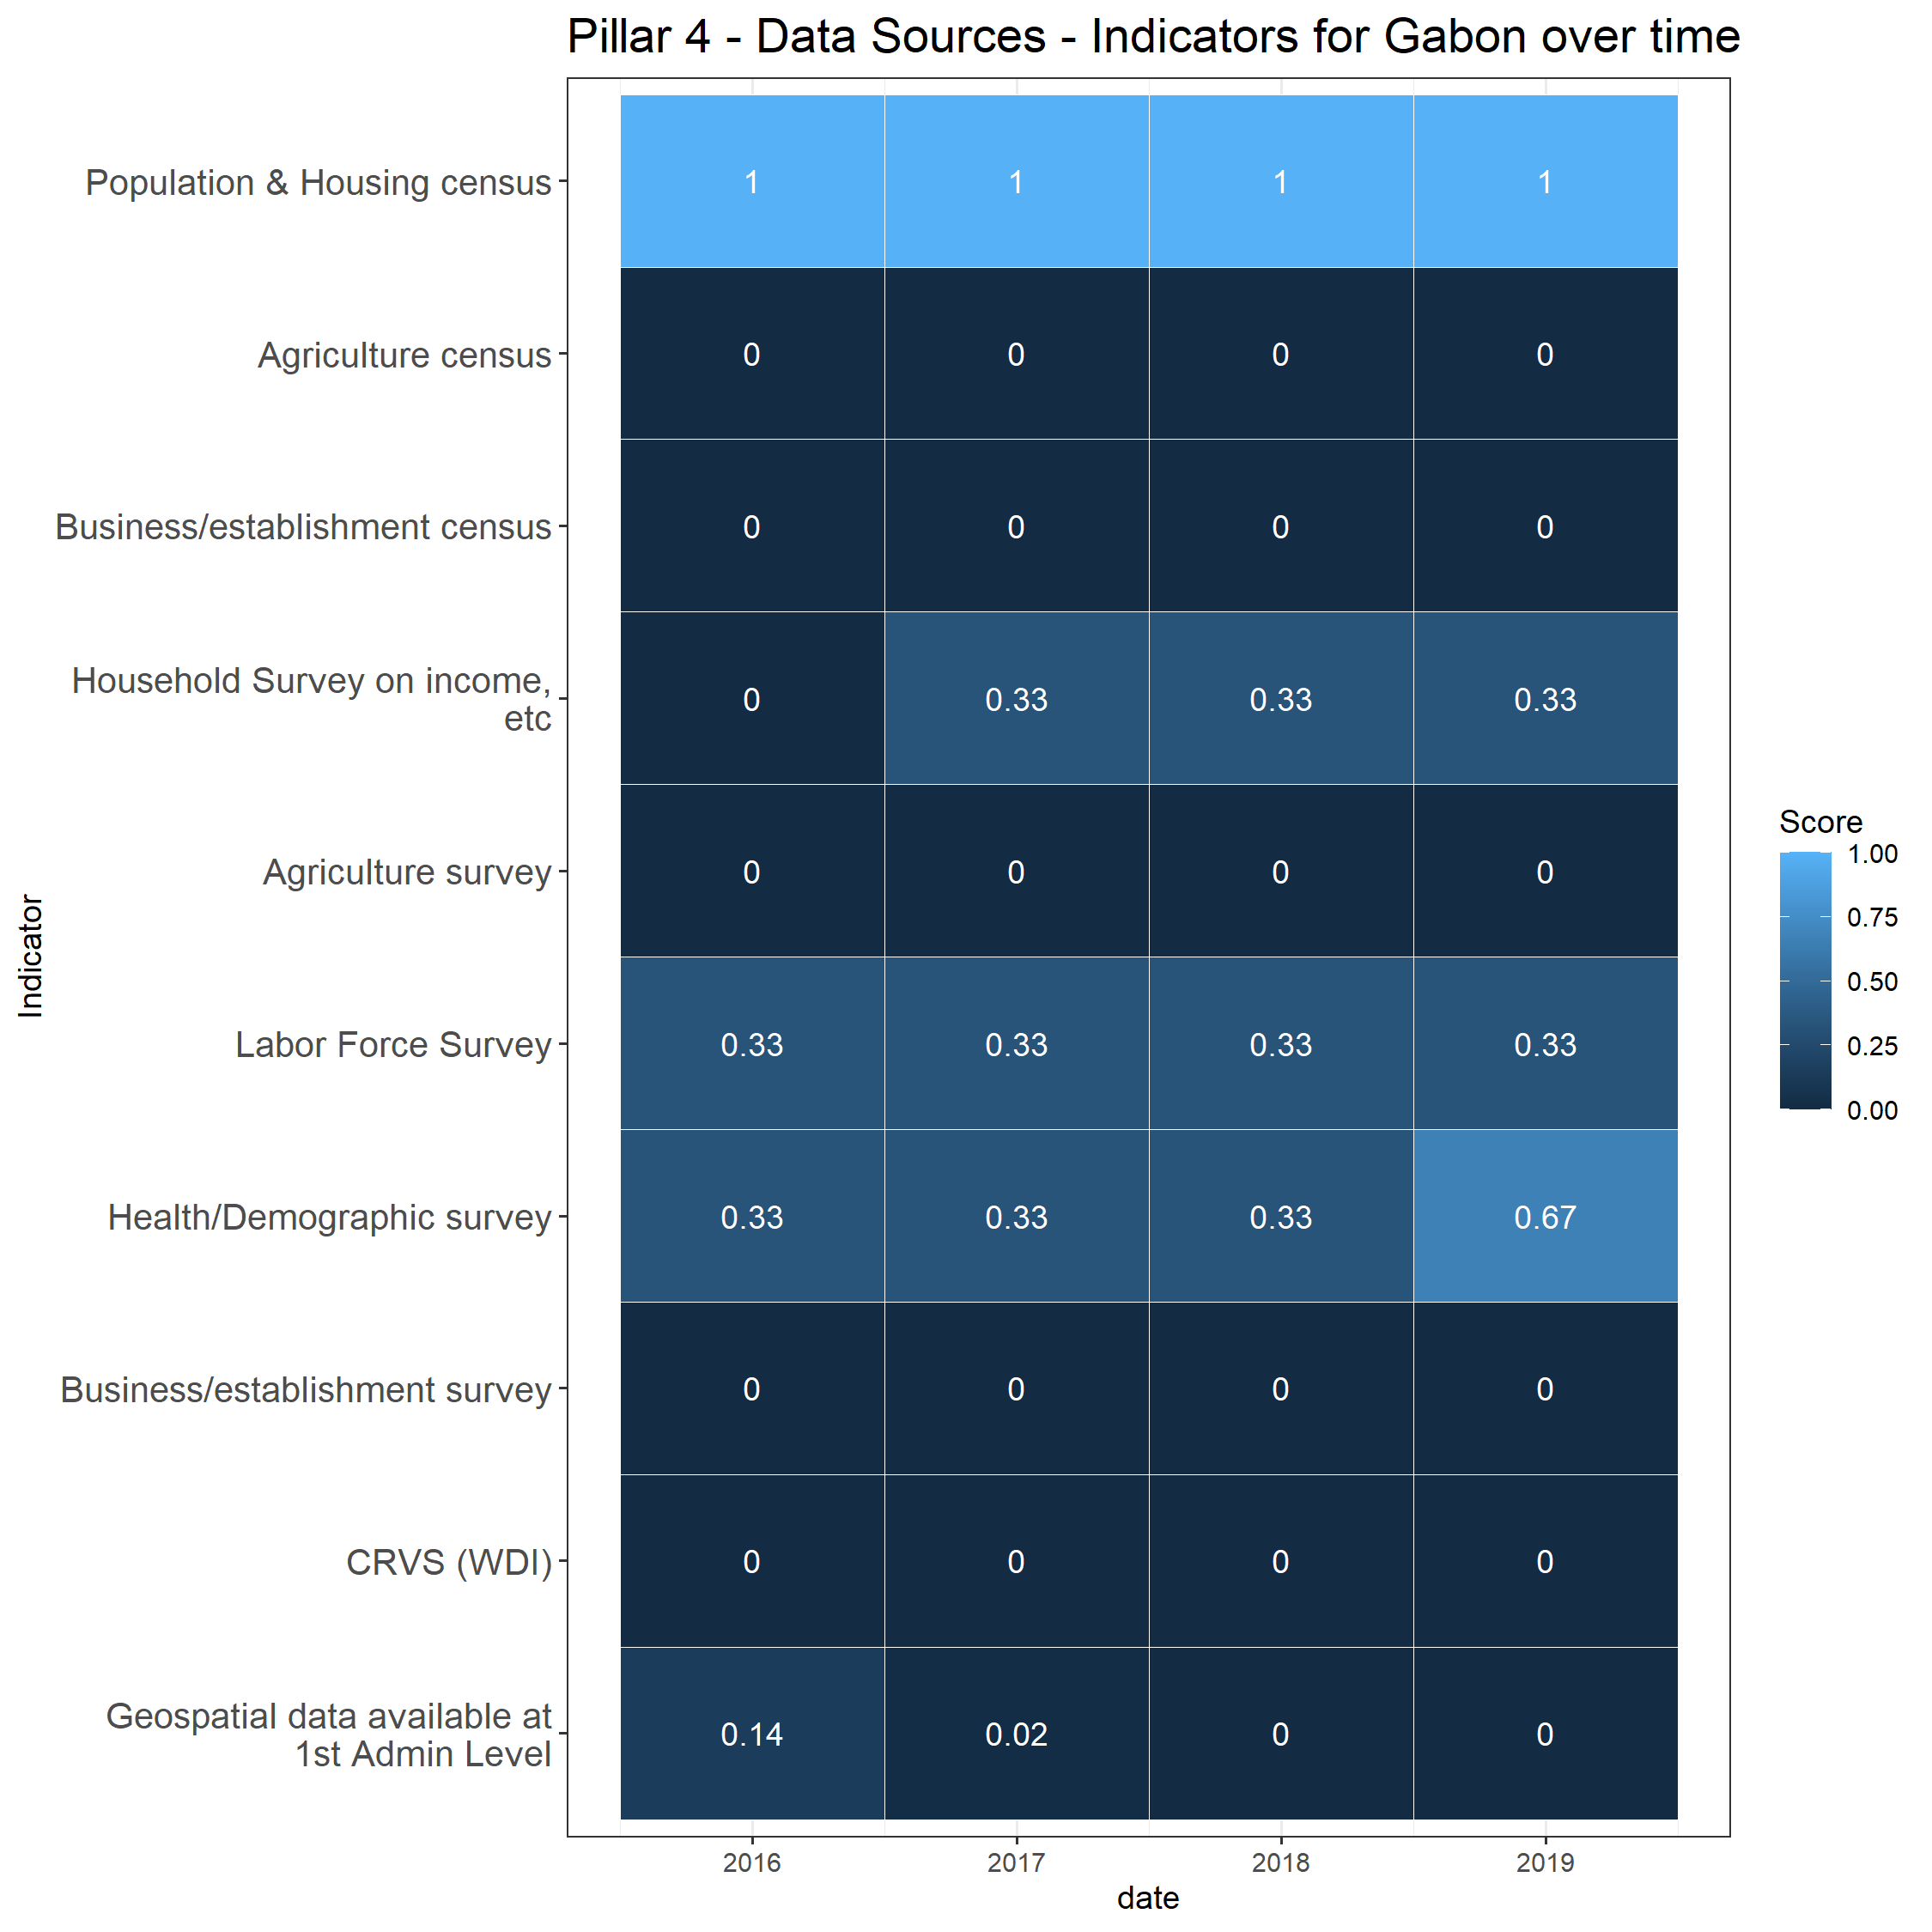 Pillar 4 - Data Sources - Indicators for Gabon over time
Indicator
Population & Housing census
1 1 1 1
Agriculture census
0 0 0 0
Business/establishment census
0 0 0 0
Household Survey on income,
etc
0 0.33 0.33 0.33
Agriculture survey
0 0 0 0
Labor Force Survey
0.33 0.33 0.33 0.33
Health/Demographic survey
0.33 0.33 0.33 0.67
Business/establishment survey
0 0 0 0
CRVS (WDI)
0 0 0 0
Geospatial data available at
1st Admin Level
0.14 0.02 0 0
2016 2017 2018 2019
date
Score
1.00
0.75
0.50
0.25
0.00